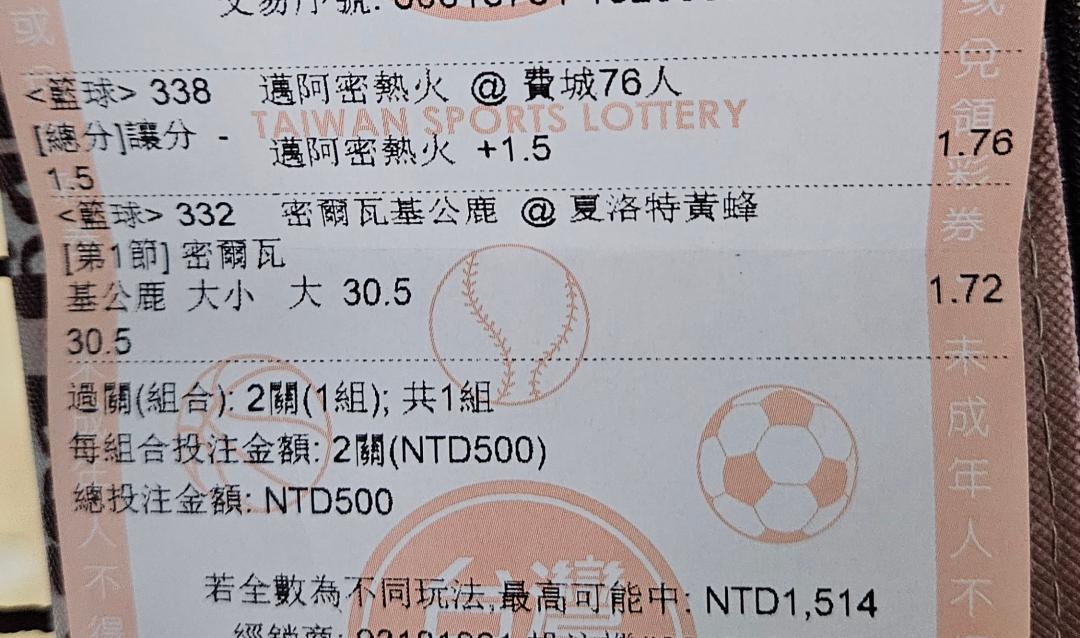 <籃球> 338 邁阿密熱火 @ 費城76人
TAIWAN SPORTS LOTTERY
[總分]讓分 - 邁阿密熱火 +1.5 1.76
1.5
<籃球> 332 密爾瓦基公鹿 @ 夏洛特黃蜂
[第1節] 密爾瓦
基公鹿 大小 大 30.5 1.72
30.5
過關(組合): 2關(1組); 共1組
每組合投注金額: 2關(NTD500)
總投注金額: NTD500
台灣
若全數為不同玩法,最高可能中: NTD1,514
或兌領彩券
未成年人不